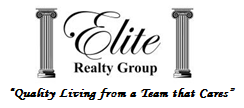 Elite
Realty Group
"Quality Living from a Team that Cares"